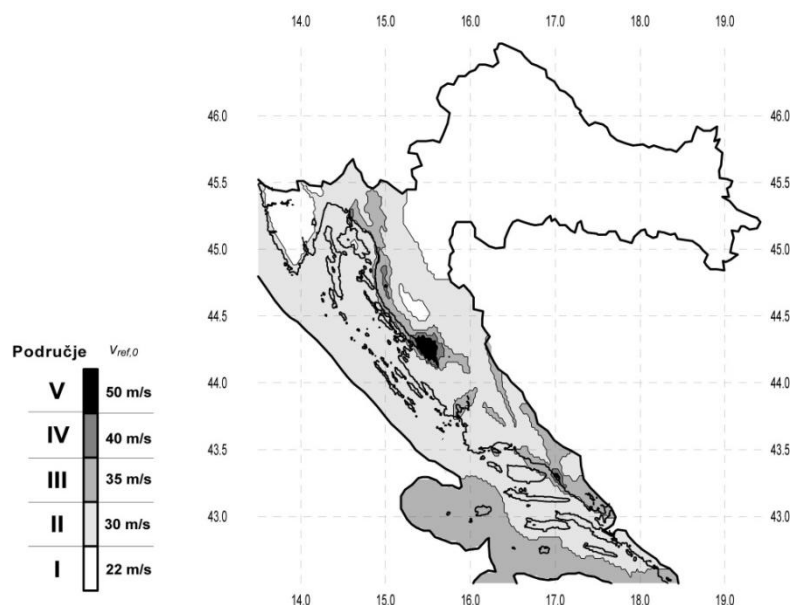 14.0 15.0 16.0 17.0 18.0 19.0
46.0 46.0
45.5 45.5
45.0 45.0
44.5 44.5
44.0 44.0
43.5 43.5
43.0 43.0
14.0 15.0 16.0 17.0 18.0 19.0
Područje Vref,0
V 50 m/s
IV 40 m/s
III 35 m/s
II 30 m/s
I 22 m/s